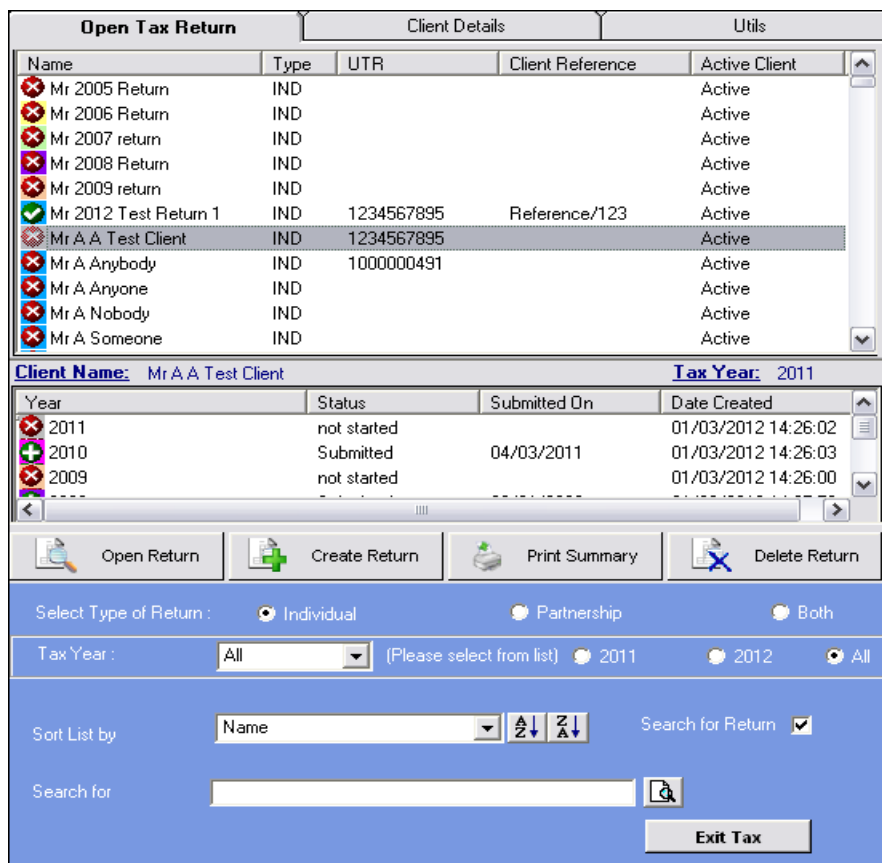 Open Tax Return Client Details Utils
Name Type UTR Client Reference Active Client
Mr 2005 Return IND Active
Mr 2006 Return IND Active
Mr 2007 return IND Active
Mr 2008 Return IND Active
Mr 2009 return IND Active
Mr 2012 Test Return 1 IND 1234567895 Reference/123 Active
Mr A A Test Client IND 1234567895 Active
Mr A Anybody IND 1000000491 Active
Mr A Anyone IND Active
Mr A Nobody IND Active
Mr A Someone IND Active
Client Name: Mr A A Test Client Tax Year: 2011
Year Status Submitted On Date Created
2011 not started 01/03/2012 14:26:02
2010 Submitted 04/03/2011 01/03/2012 14:26:03
2009 not started 01/03/2012 14:26:00
Open Return Create Return Print Summary Delete Return
Select Type of Return : Individual Partnership Both
Tax Year : All (Please select from list) 2011 2012 All
Sort List by Name A Z Z A Search for Return
Search for
Exit Tax